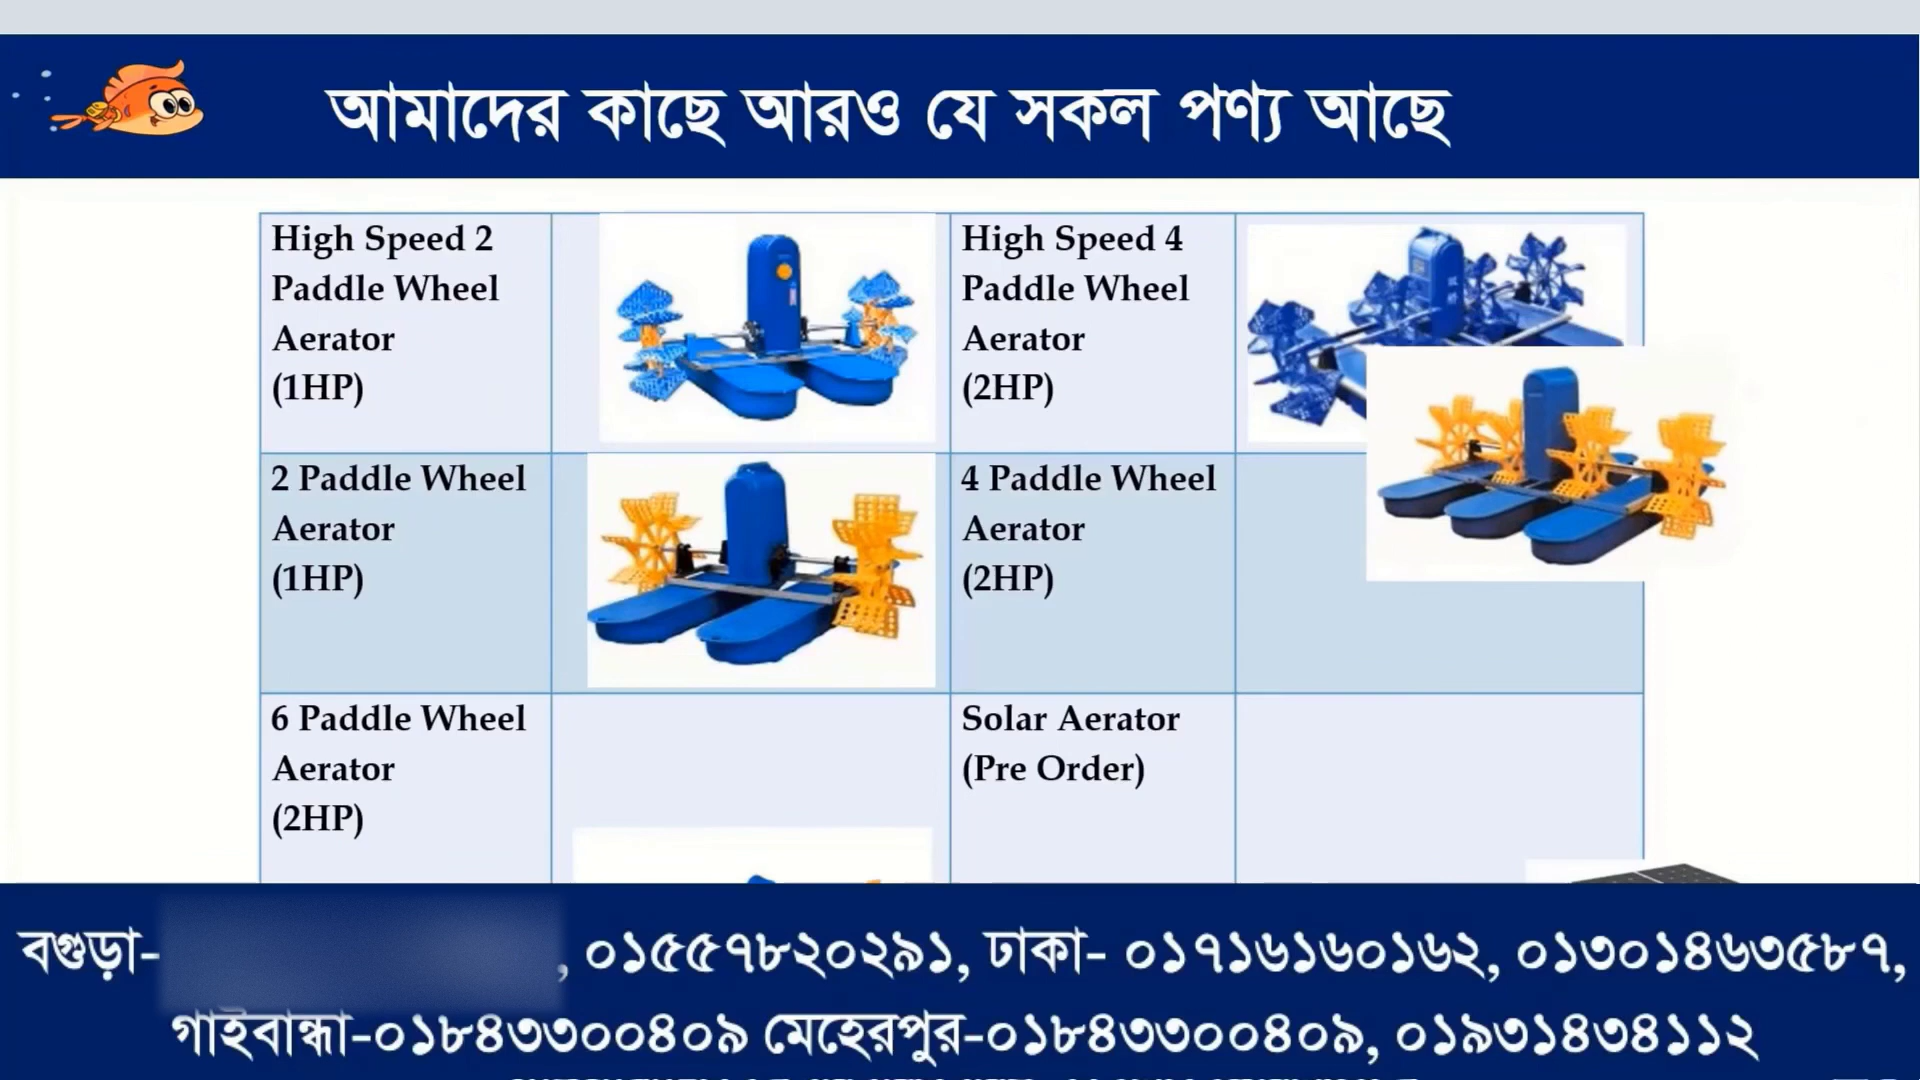 আমাদের কাছে আরও যে সকল পণ্য আছে
High Speed 2
Paddle Wheel
Aerator
(1HP)
High Speed 4
Paddle Wheel
Aerator
(2HP)
2 Paddle Wheel
Aerator
(1HP)
4 Paddle Wheel
Aerator
(2HP)
6 Paddle Wheel
Aerator
(2HP)
Solar Aerator
(Pre Order)
বগুড়া- , ০১৫৫৭৮২০২৯১, ঢাকা- ০১৭১৬১৬০১৬২, ০১৩০১৪৬৩৫৮৭,
গাইবান্ধা-০১৮৪৩৩০০৪০৯ মেহেরপুর-০১৮৪৩৩০০৪০৯, ০১৯৩১৪৩৪১১২